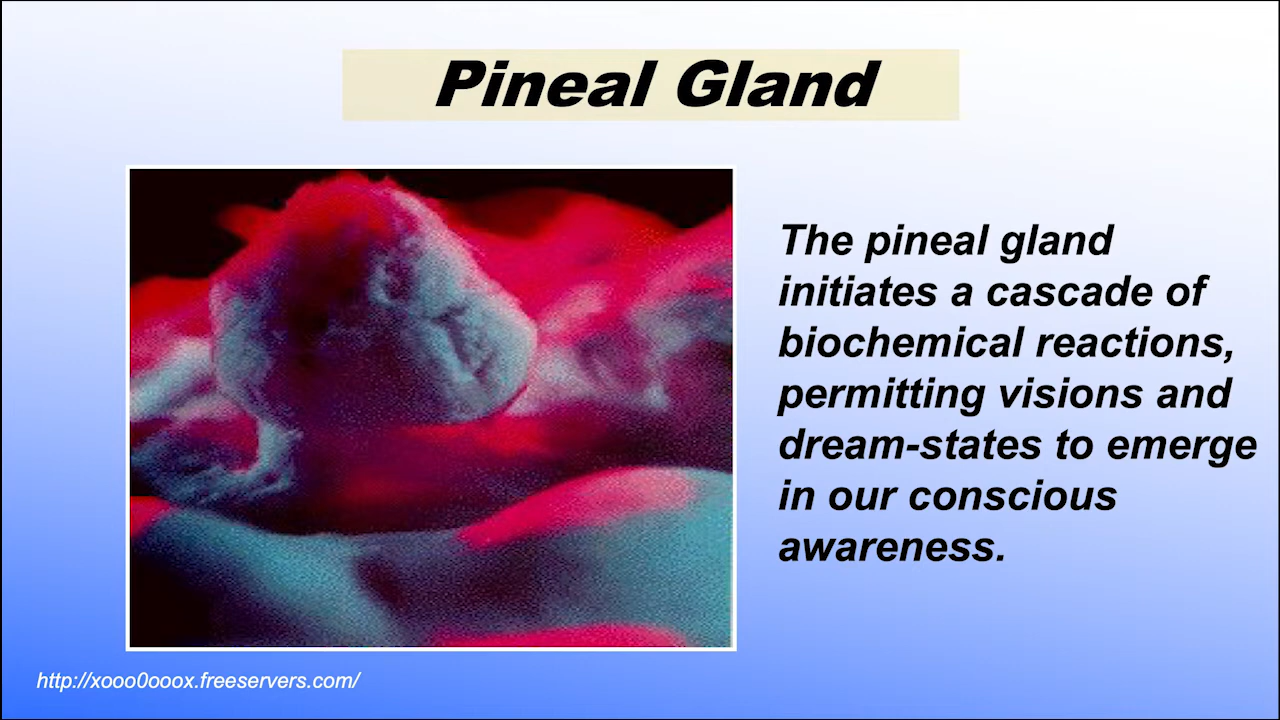 Pineal Gland
The pineal gland
initiates a cascade of
biochemical reactions,
permitting visions and
dream-states to emerge
in our conscious
awareness.
http://xooo0ooox.freeservers.com/